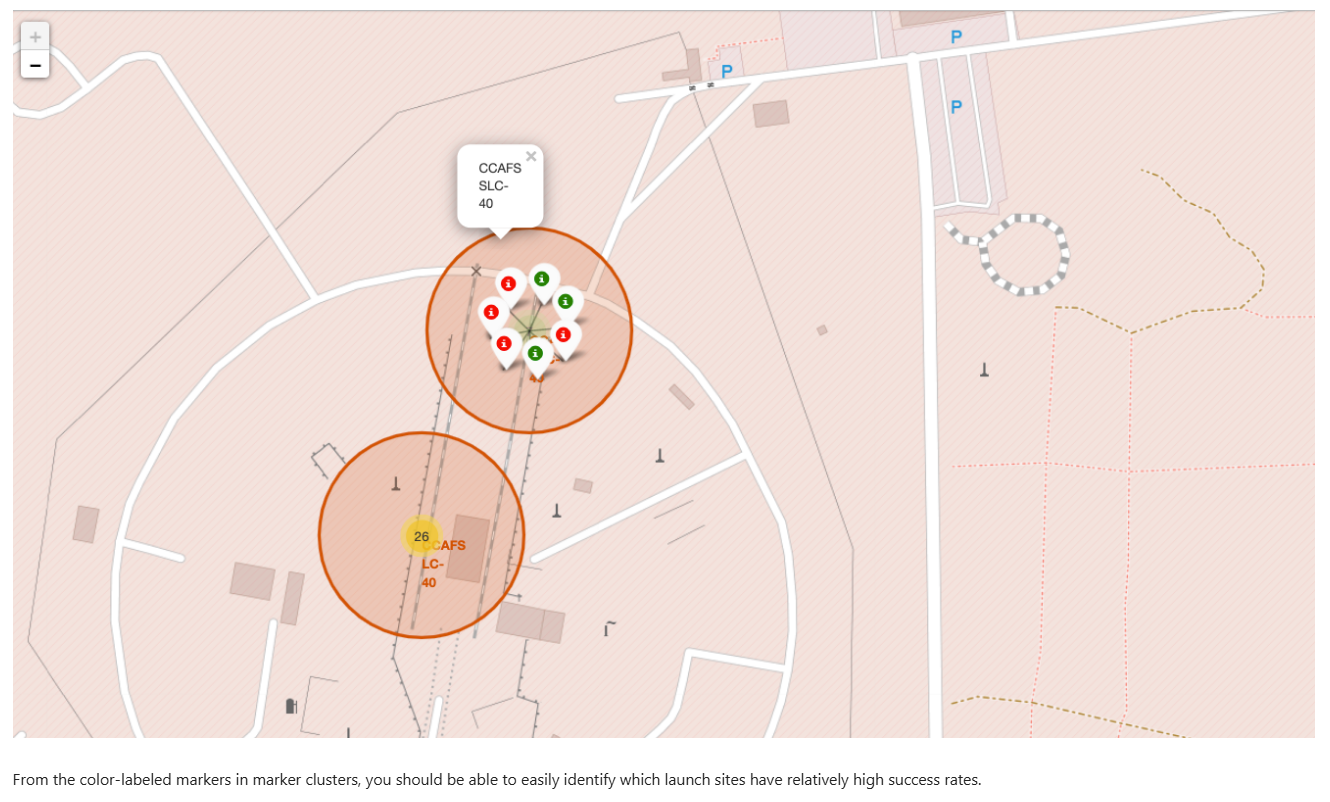 +
−
P
P
P
×
CCAFS
SLC-
40
26
CCAFS
LC-
40
From the color-labeled markers in marker clusters, you should be able to easily identify which launch sites have relatively high success rates.